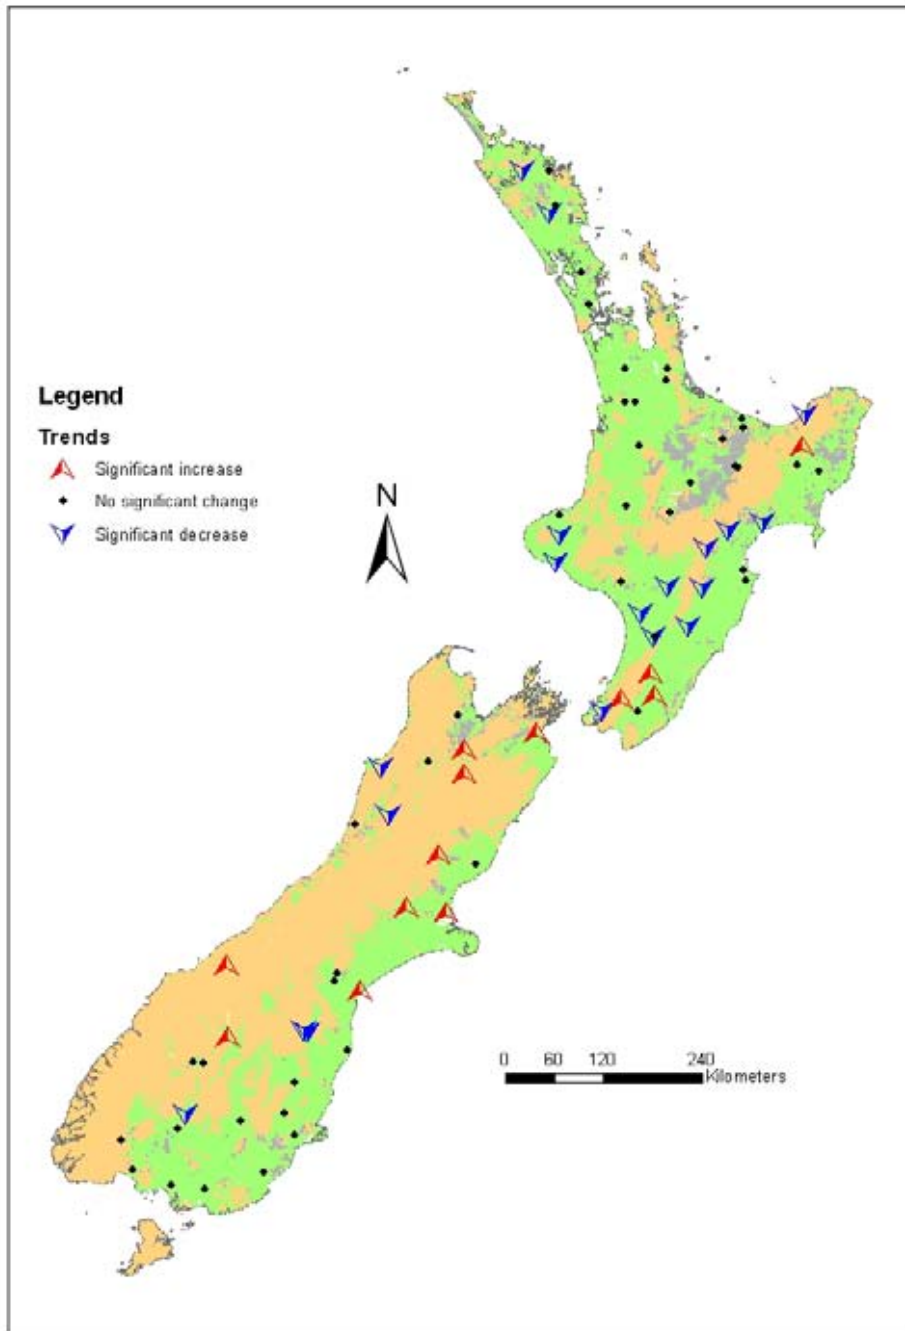 Legend
Trends
Significant increase
No significant change
Significant decrease
N
0 60 120 240
Kilometers